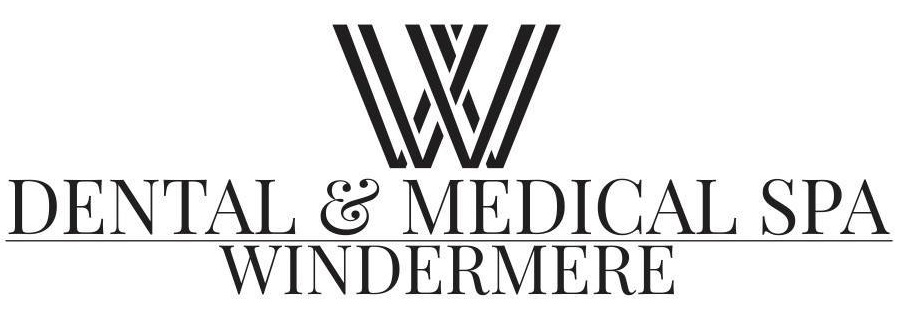 W
DENTAL & MEDICAL SPA
WINDERMERE